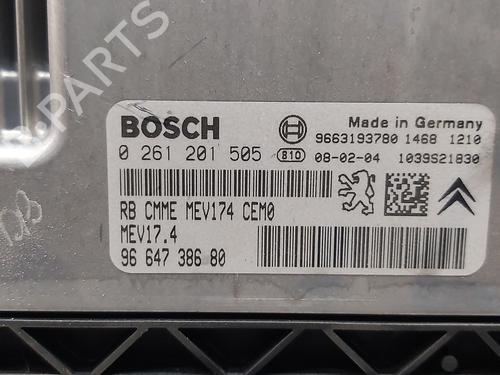 BOSCH
Made in Germany
9663193780 1468 1210
0 261 201 505 810 08-02-04 1039S21830
RB CMME MEV174 CEM0
MEV17.4
96 647 386 80
B PARTS
B PARTS